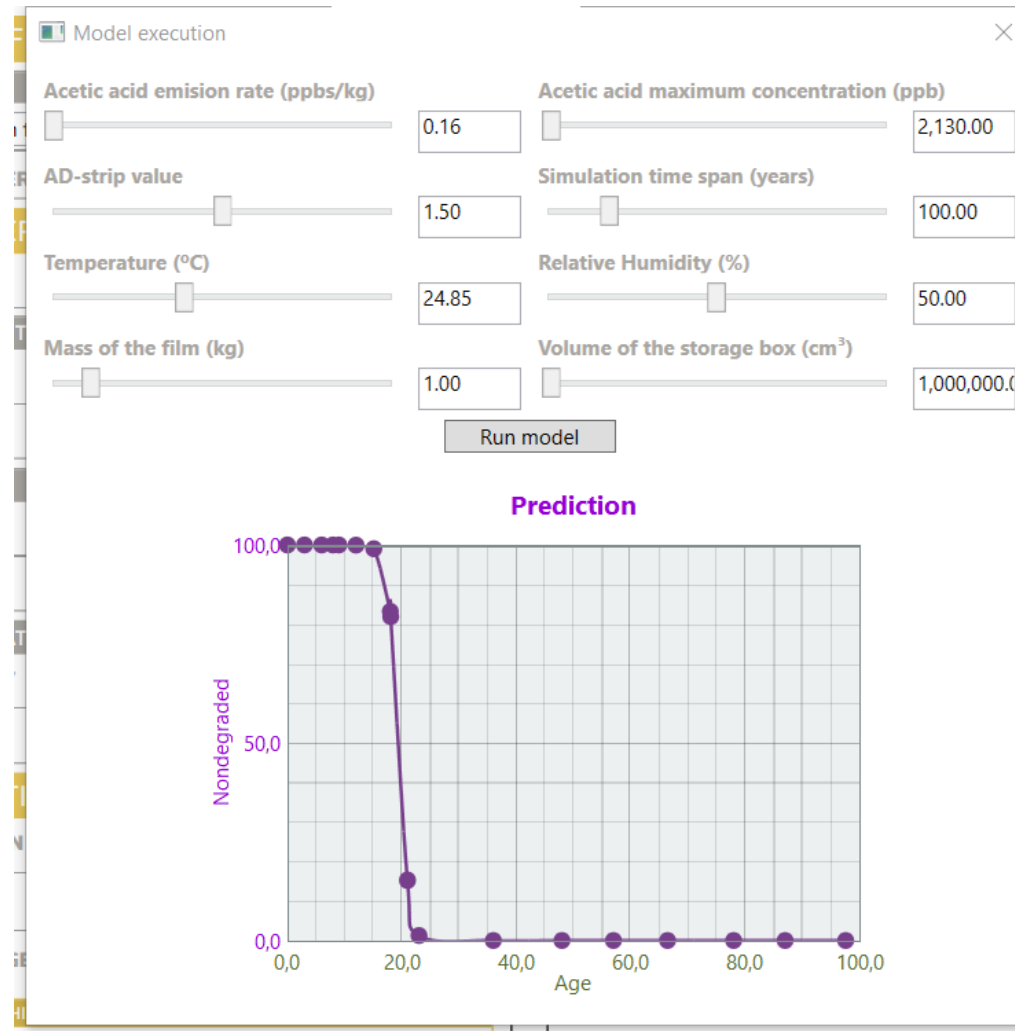 Model execution
Acetic acid emision rate (ppbs/kg)
0.16
Acetic acid maximum concentration (ppb)
2,130.00
AD-strip value
1.50
Simulation time span (years)
100.00
Temperature (ºC)
24.85
Relative Humidity (%)
50.00
Mass of the film (kg)
1.00
Volume of the storage box (cm³)
1,000,000.0
Run model
Prediction
Nondegraded
100,0
50,0
0,0
0,0 20,0 40,0 60,0 80,0 100,0
Age